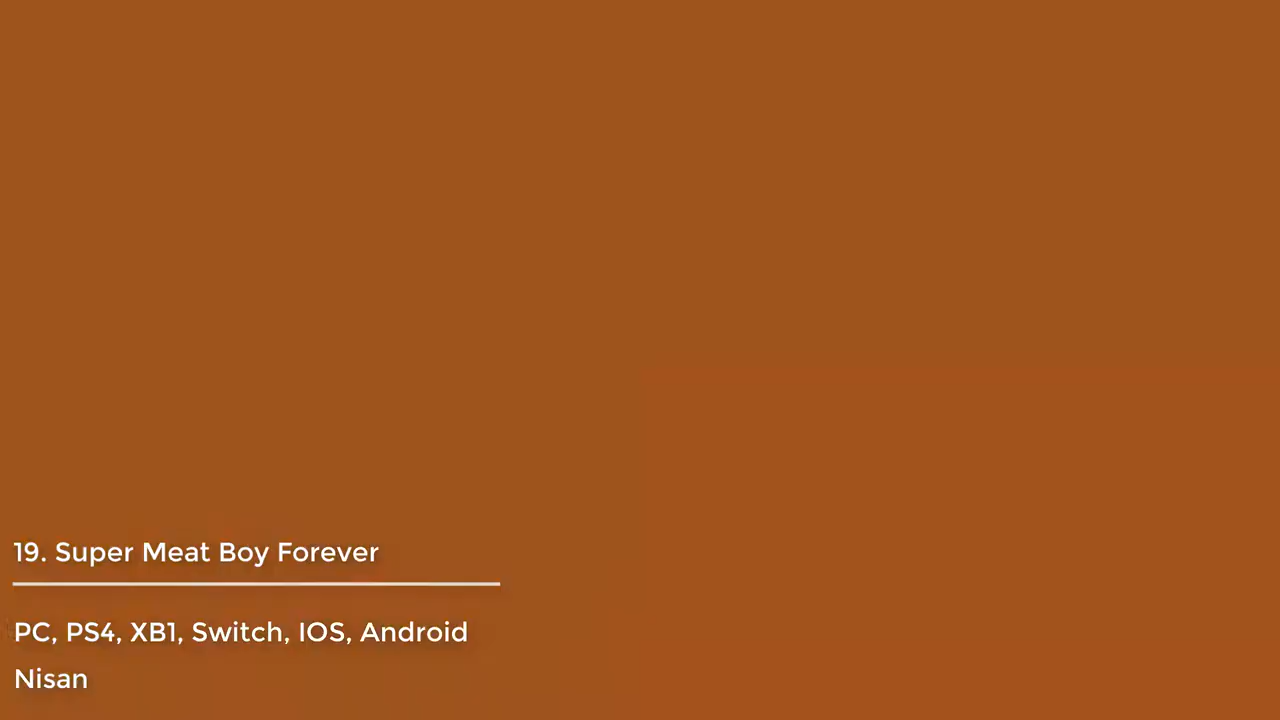 19. Super Meat Boy Forever
PC, PS4, XB1, Switch, IOS, Android
Nisan